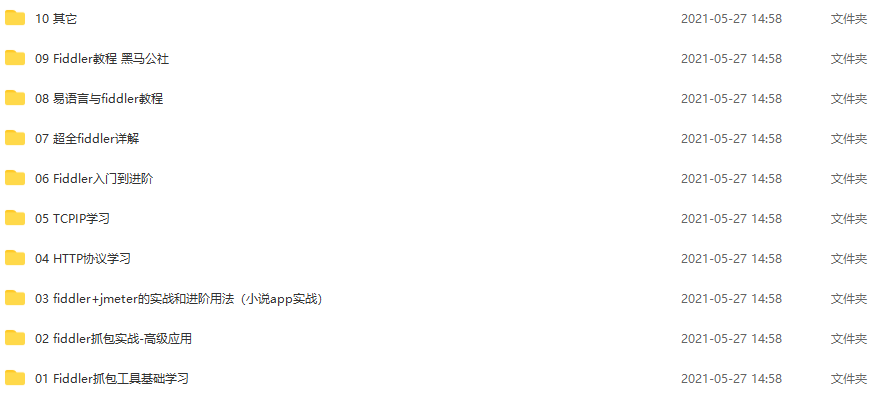 10 其它 2021-05-27 14:58 文件夹
09 Fiddler教程 黑马公社 2021-05-27 14:58 文件夹
08 易语言与fiddler教程 2021-05-27 14:58 文件夹
07 超全fiddler详解 2021-05-27 14:58 文件夹
06 Fiddler入门到进阶 2021-05-27 14:58 文件夹
05 TCPIP学习 2021-05-27 14:58 文件夹
04 HTTP协议学习 2021-05-27 14:58 文件夹
03 fiddler+jmeter的实战和进阶用法（小说app实战） 2021-05-27 14:58 文件夹
02 fiddler抓包实战-高级应用 2021-05-27 14:58 文件夹
01 Fiddler抓包工具基础学习 2021-05-27 14:58 文件夹